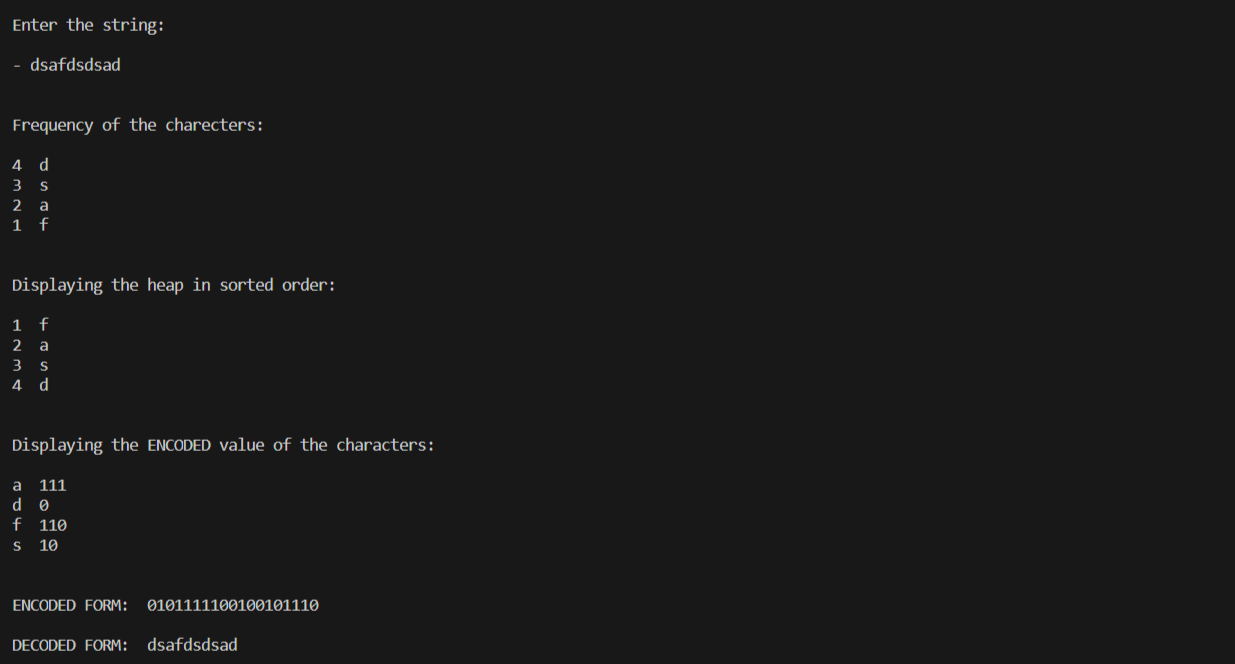 Enter the string:
- dsafdsdsad
Frequency of the charecters:
4 d
3 s
2 a
1 f
Displaying the heap in sorted order:
1 f
2 a
3 s
4 d
Displaying the ENCODED value of the characters:
a 111
d 0
f 110
s 10
ENCODED FORM: 0101111100100101110
DECODED FORM: dsafdsdsad